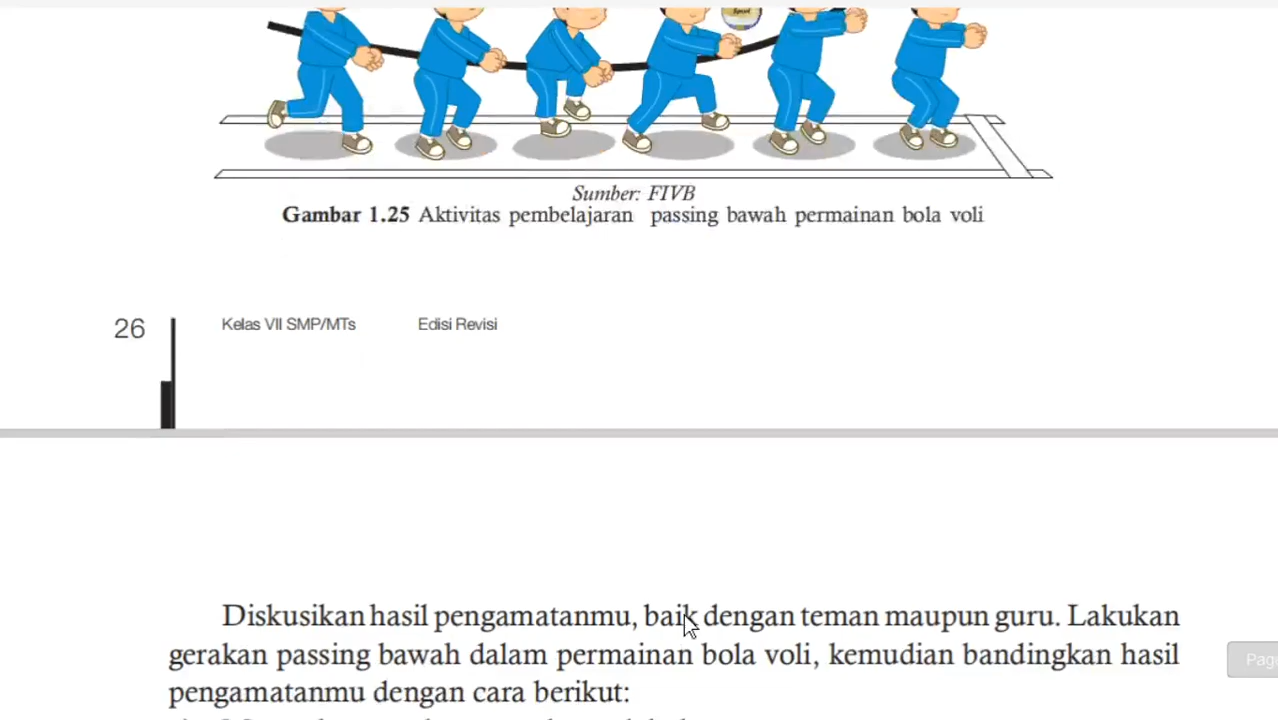 Sumber: FIVB
Gambar 1.25 Aktivitas pembelajaran passing bawah permainan bola voli
26
Kelas VII SMP/MTs Edisi Revisi
Diskusikan hasil pengamatanmu, baik dengan teman maupun guru. Lakukan
gerakan passing bawah dalam permainan bola voli, kemudian bandingkan hasil
pengamatanmu dengan cara berikut: